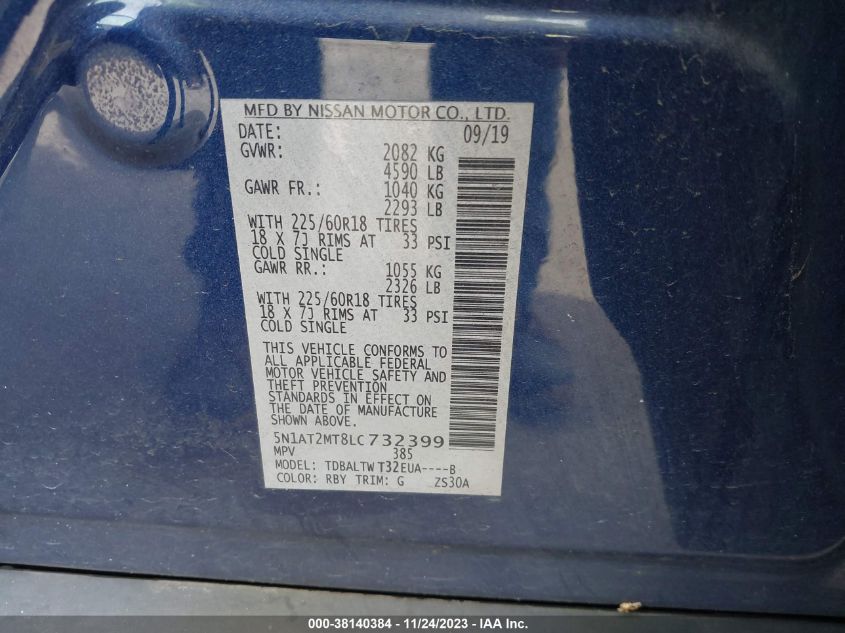 MFD BY NISSAN MOTOR CO., LTD.
DATE: 09/19
GVWR: 2082 KG
4590 LB
GAWR FR.: 1040 KG
2293 LB
WITH 225/60R18 TIRES
18 X 7J RIMS AT 33 PSI
COLD SINGLE
GAWR RR.: 1055 KG
2326 LB
WITH 225/60R18 TIRES
18 X 7J RIMS AT 33 PSI
COLD SINGLE
THIS VEHICLE CONFORMS TO
ALL APPLICABLE FEDERAL
MOTOR VEHICLE SAFETY AND
THEFT PREVENTION
STANDARDS IN EFFECT ON
THE DATE OF MANUFACTURE
SHOWN ABOVE.
5N1AT2MT8LC732399
MPV 385
MODEL: TDBALTWT32EUA----B
COLOR: RBY TRIM: G ZS30A
000-38140384 - 11/24/2023 - IAA Inc.